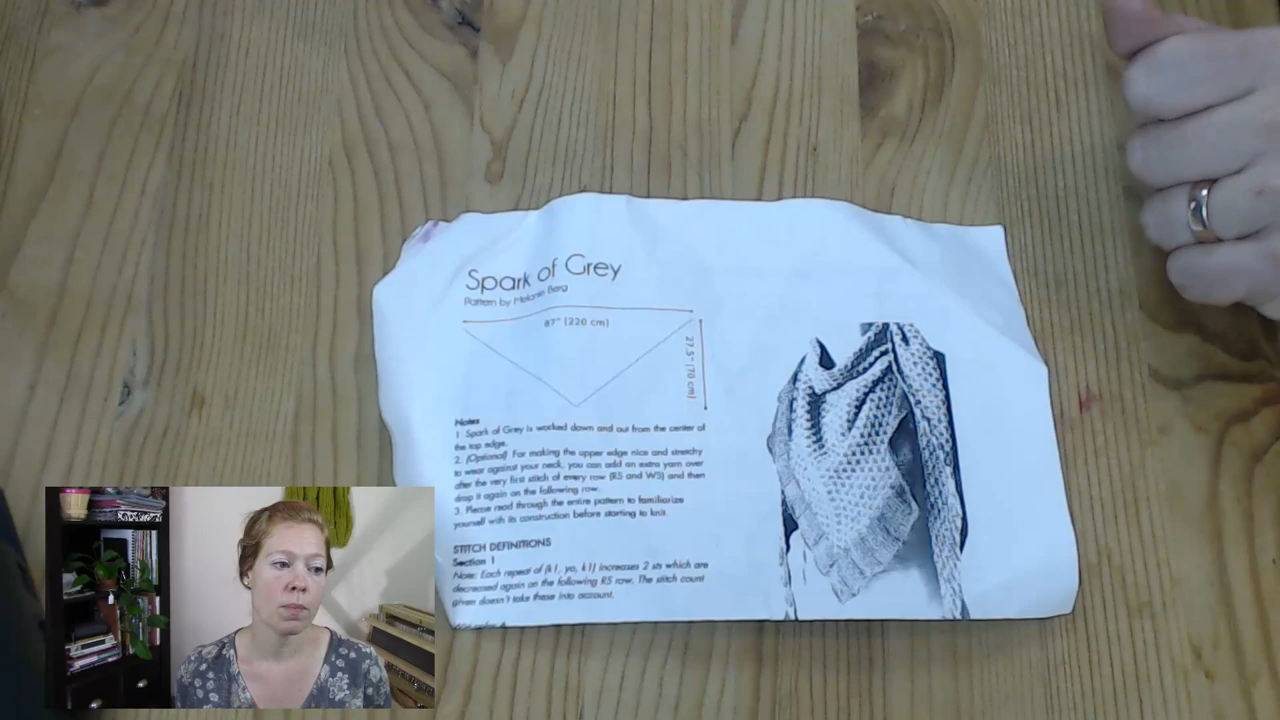 Spark of Grey
Pattern by Melanie Berg
87" (220 cm)
27.5" (70 cm)
Notes
1. Spark of Grey is worked down and out from the center of
the top edge.
2. (Optional) For making the upper edge nice and stretchy
to wear against your neck, you can add an extra yarn over
after the very first stitch of every row (RS and WS) and then
drop it again on the following row.
3. Please read through the entire pattern to familiarize
yourself with its construction before starting to knit.
STITCH DEFINITIONS
Section 1
Note: Each repeat of [k1, yo, k1] increases 2 sts which are
decreased again on the following RS row. The stitch count
given doesn't take these into account.